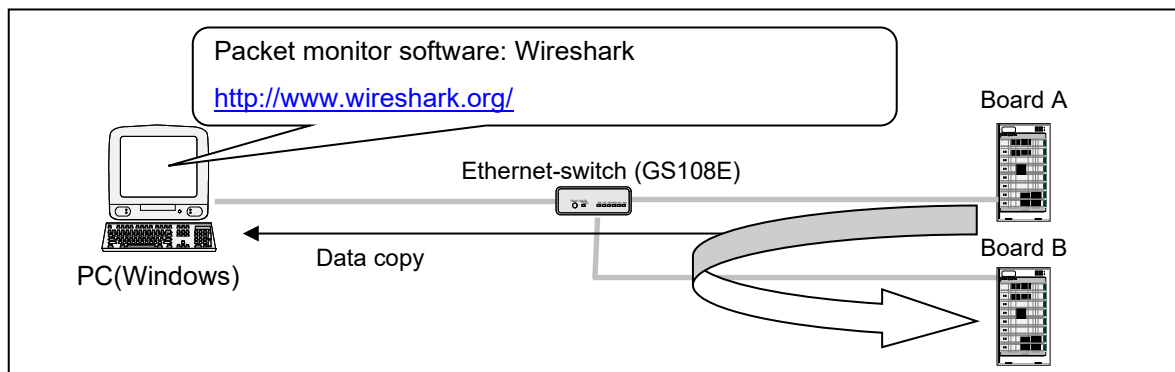 Packet monitor software: Wireshark
http://www.wireshark.org/
Board A
Ethernet-switch (GS108E)
Data copy
Board B
PC(Windows)